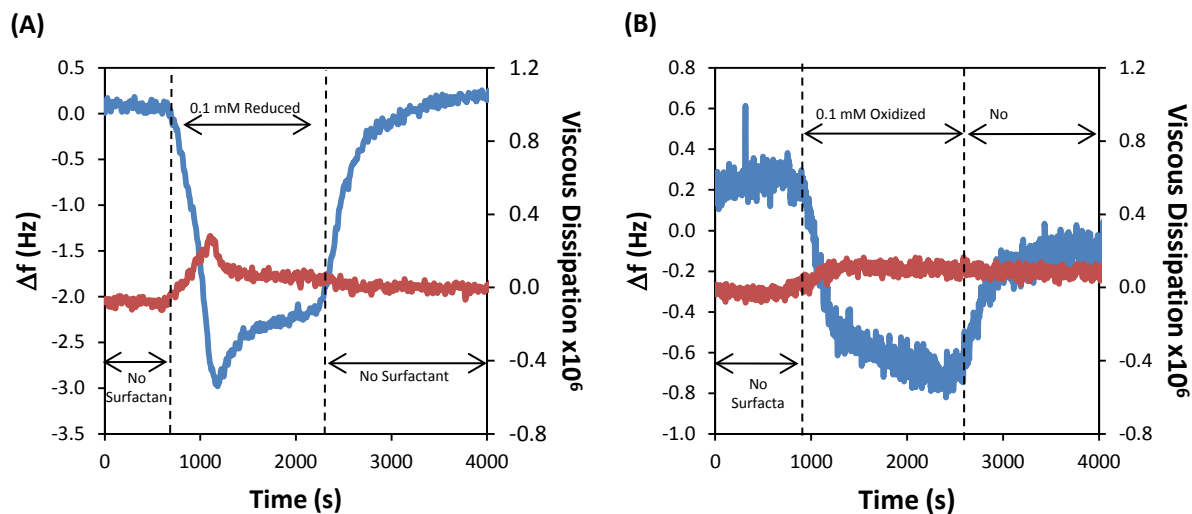 (A)
0.5
0.0
-0.5
-1.0
-1.5
-2.0
-2.5
-3.0
-3.5
Δf (Hz)
1.2
0.8
0.4
0.0
-0.4
-0.8
Viscous Dissipation x10⁶
0.1 mM Reduced
No
Surfactan
No Surfactant
0 1000 2000 3000 4000
Time (s)
(B)
0.8
0.6
0.4
0.2
0.0
-0.2
-0.4
-0.6
-0.8
-1.0
Δf (Hz)
1.2
0.8
0.4
0.0
-0.4
-0.8
Viscous Dissipation x10⁶
0.1 mM Oxidized
No
No
Surfacta
0 1000 2000 3000 4000
Time (s)